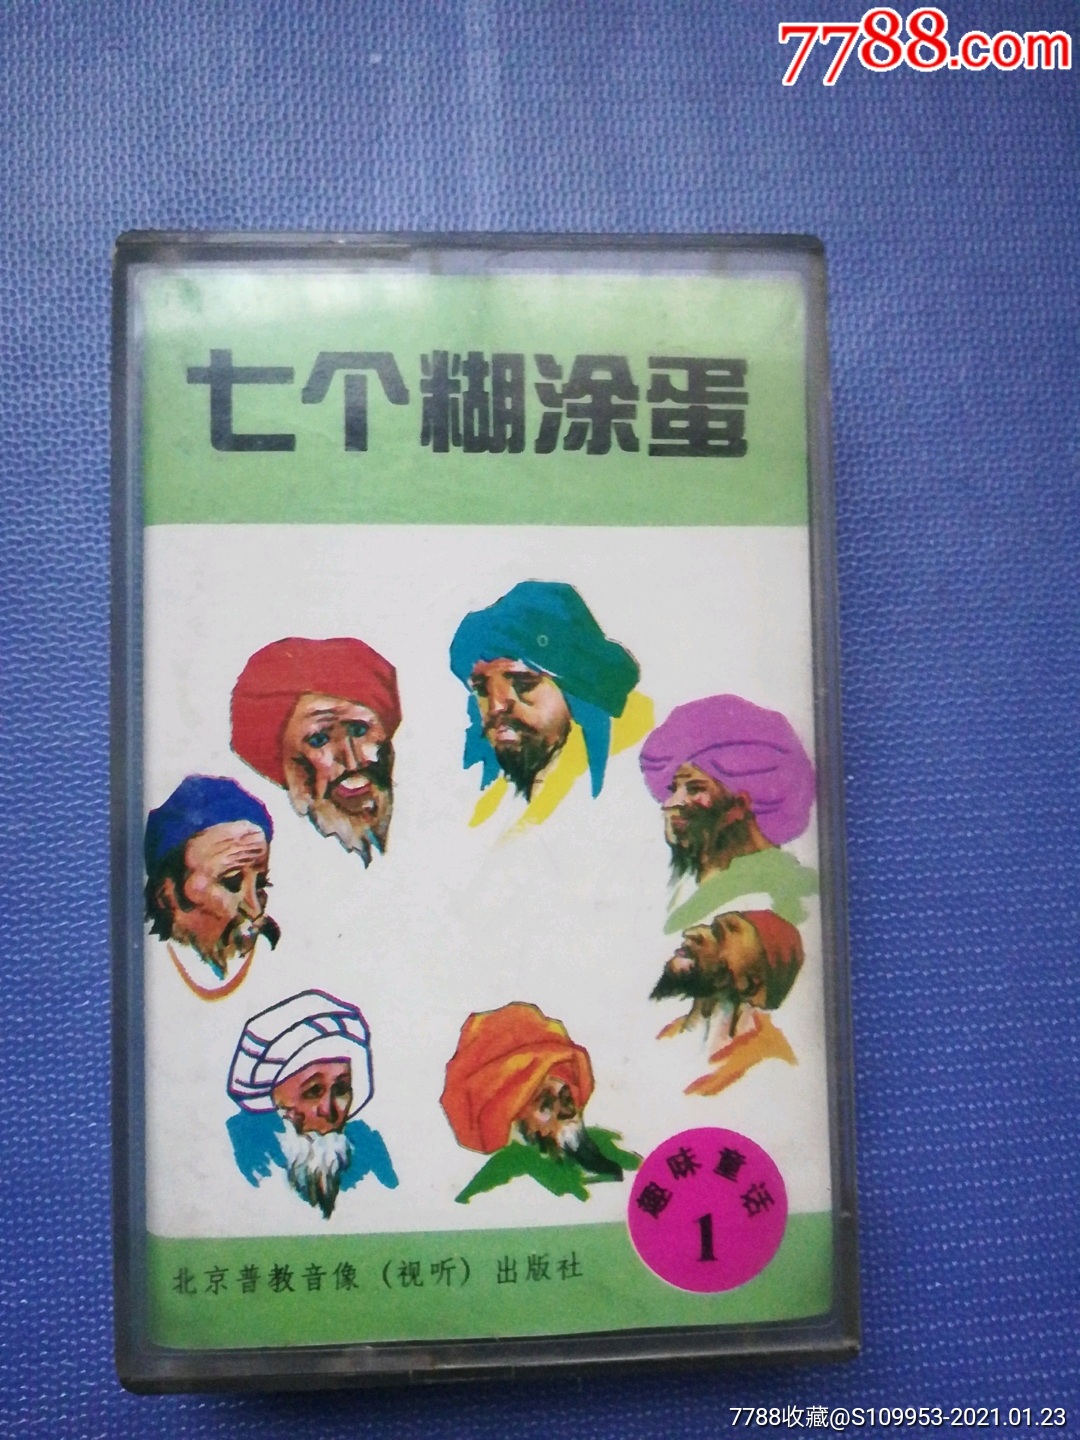 7788.com
七个糊涂蛋
趣味童话
1
北京普教音像(视听)出版社
7788收藏@S109953-2021.01.23